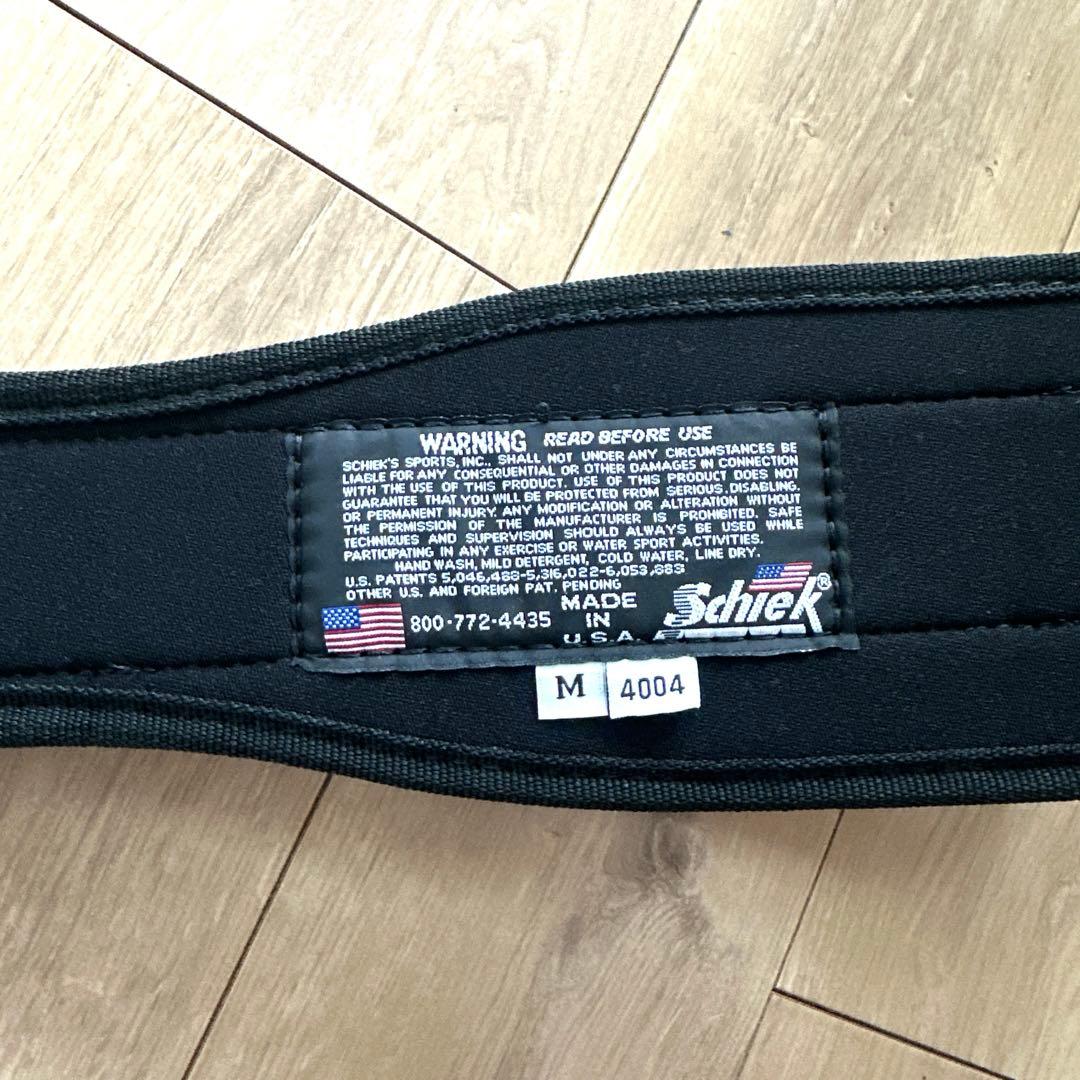 WARNING READ BEFORE USE
SCHIEK'S SPORTS, INC., SHALL NOT UNDER ANY CIRCUMSTANCES BE
LIABLE FOR ANY CONSEQUENTIAL OR OTHER DAMAGES IN CONNECTION
WITH THE USE OF THIS PRODUCT. USE OF THIS PRODUCT DOES NOT
GUARANTEE THAT YOU WILL BE PROTECTED FROM SERIOUS, DISABLING,
OR PERMANENT INJURY. ANY MODIFICATION OR ALTERATION WITHOUT
THE PERMISSION OF THE MANUFACTURER IS PROHIBITED. SAFE
TECHNIQUES AND SUPERVISION SHOULD ALWAYS BE USED WHILE
PARTICIPATING IN ANY EXERCISE OR WATER SPORT ACTIVITIES.
HAND WASH, MILD DETERGENT, COLD WATER, LINE DRY.
U.S. PATENTS 5,046,488-5,316,022-6,053,883
OTHER U.S. AND FOREIGN PAT. PENDING
800-772-4435
MADE
IN
U.S.A.
Schiek®
M
4004